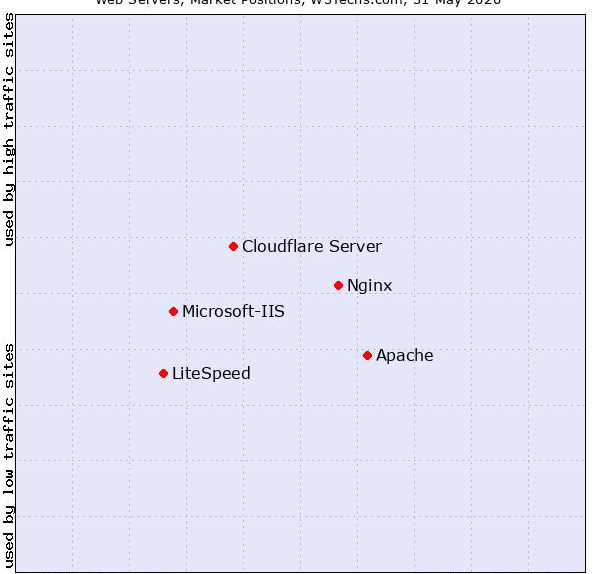 Web Servers, Market Positions, W3Techs.com, 31 May 2020
used by high traffic sites
Cloudflare Server
Nginx
Microsoft-IIS
Apache
LiteSpeed
used by low traffic sites